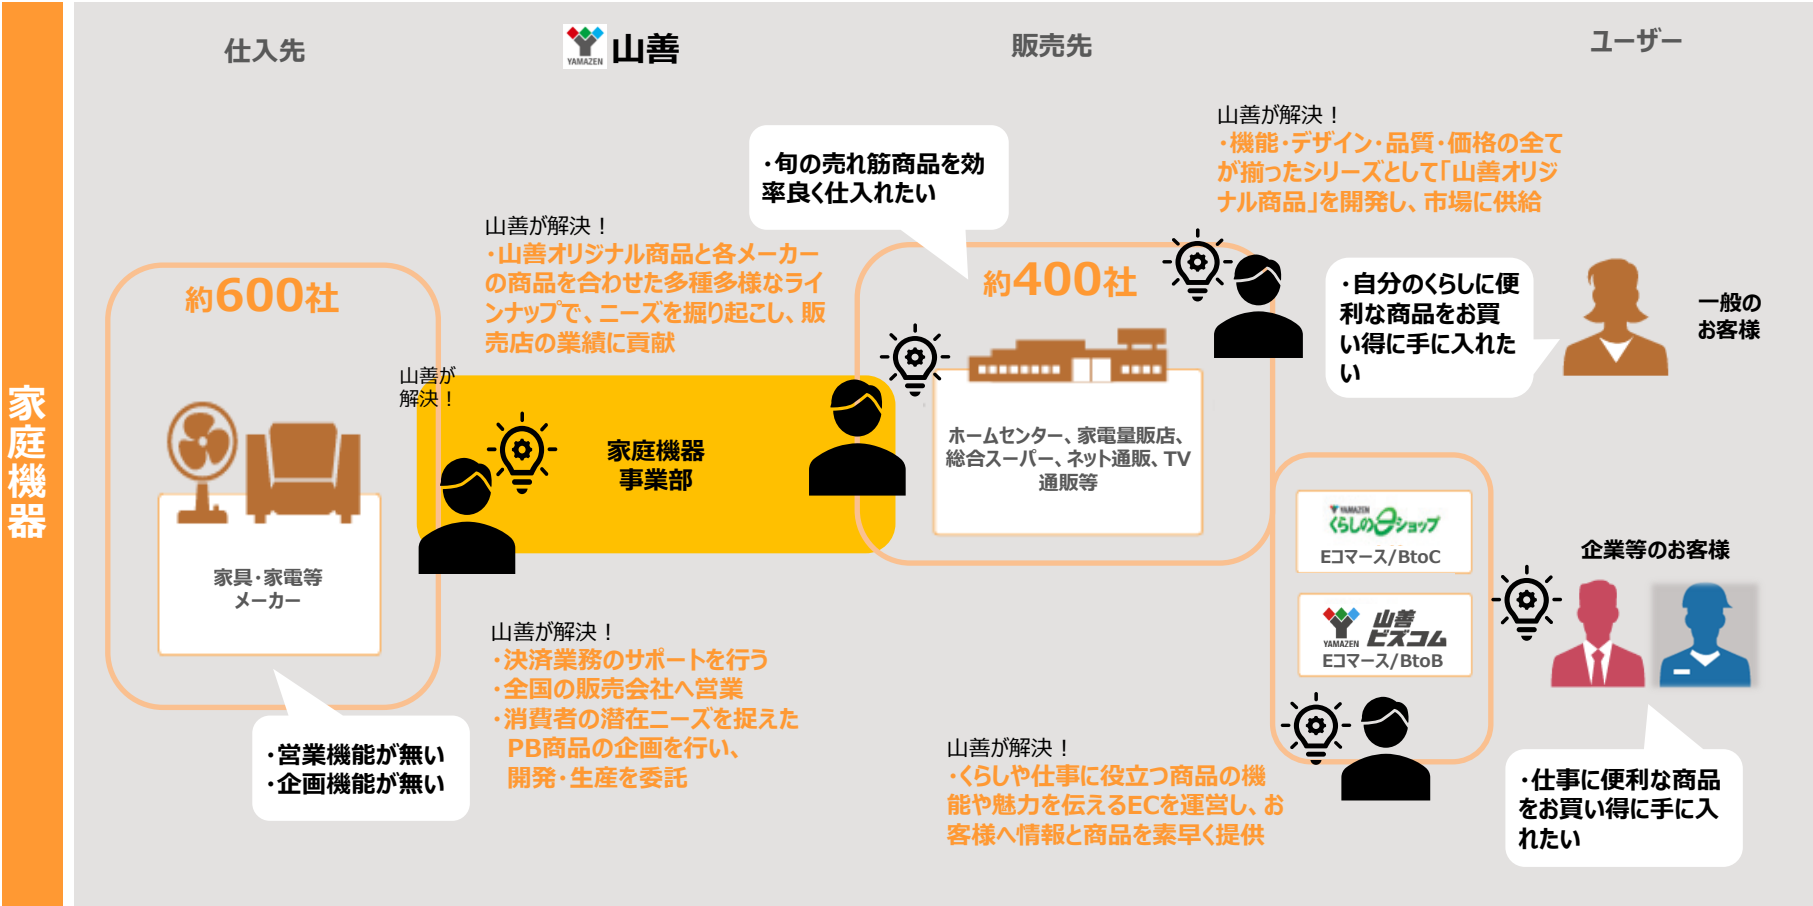 家庭機器
仕入先
YAMAZEN
山善
販売先
ユーザー
山善が解決！
・機能・デザイン・品質・価格の全て
が揃ったシリーズとして「山善オリジ
ナル商品」を開発し、市場に供給
・旬の売れ筋商品を効
率良く仕入れたい
山善が解決！
・山善オリジナル商品と各メーカー
の商品を合わせた多種多様なライ
ンナップで、ニーズを掘り起こし、販
売店の業績に貢献
約600社
約400社
・自分のくらしに便
利な商品をお買
い得に手に入れた
い
一般の
お客様
山善が
解決！
家庭機器
事業部
ホームセンター、家電量販店、
総合スーパー、ネット通販、TV
通販等
家具・家電等
メーカー
YAMAZEN
くらしのeショップ
Eコマース/BtoC
YAMAZEN
山善
ビズコム
Eコマース/BtoB
企業等のお客様
山善が解決！
・決済業務のサポートを行う
・全国の販売会社へ営業
・消費者の潜在ニーズを捉えた
PB商品の企画を行い、
開発・生産を委託
・営業機能が無い
・企画機能が無い
山善が解決！
・くらしや仕事に役立つ商品の機
能や魅力を伝えるECを運営し、お
客様へ情報と商品を素早く提供
・仕事に便利な商品
をお買い得に手に入
れたい